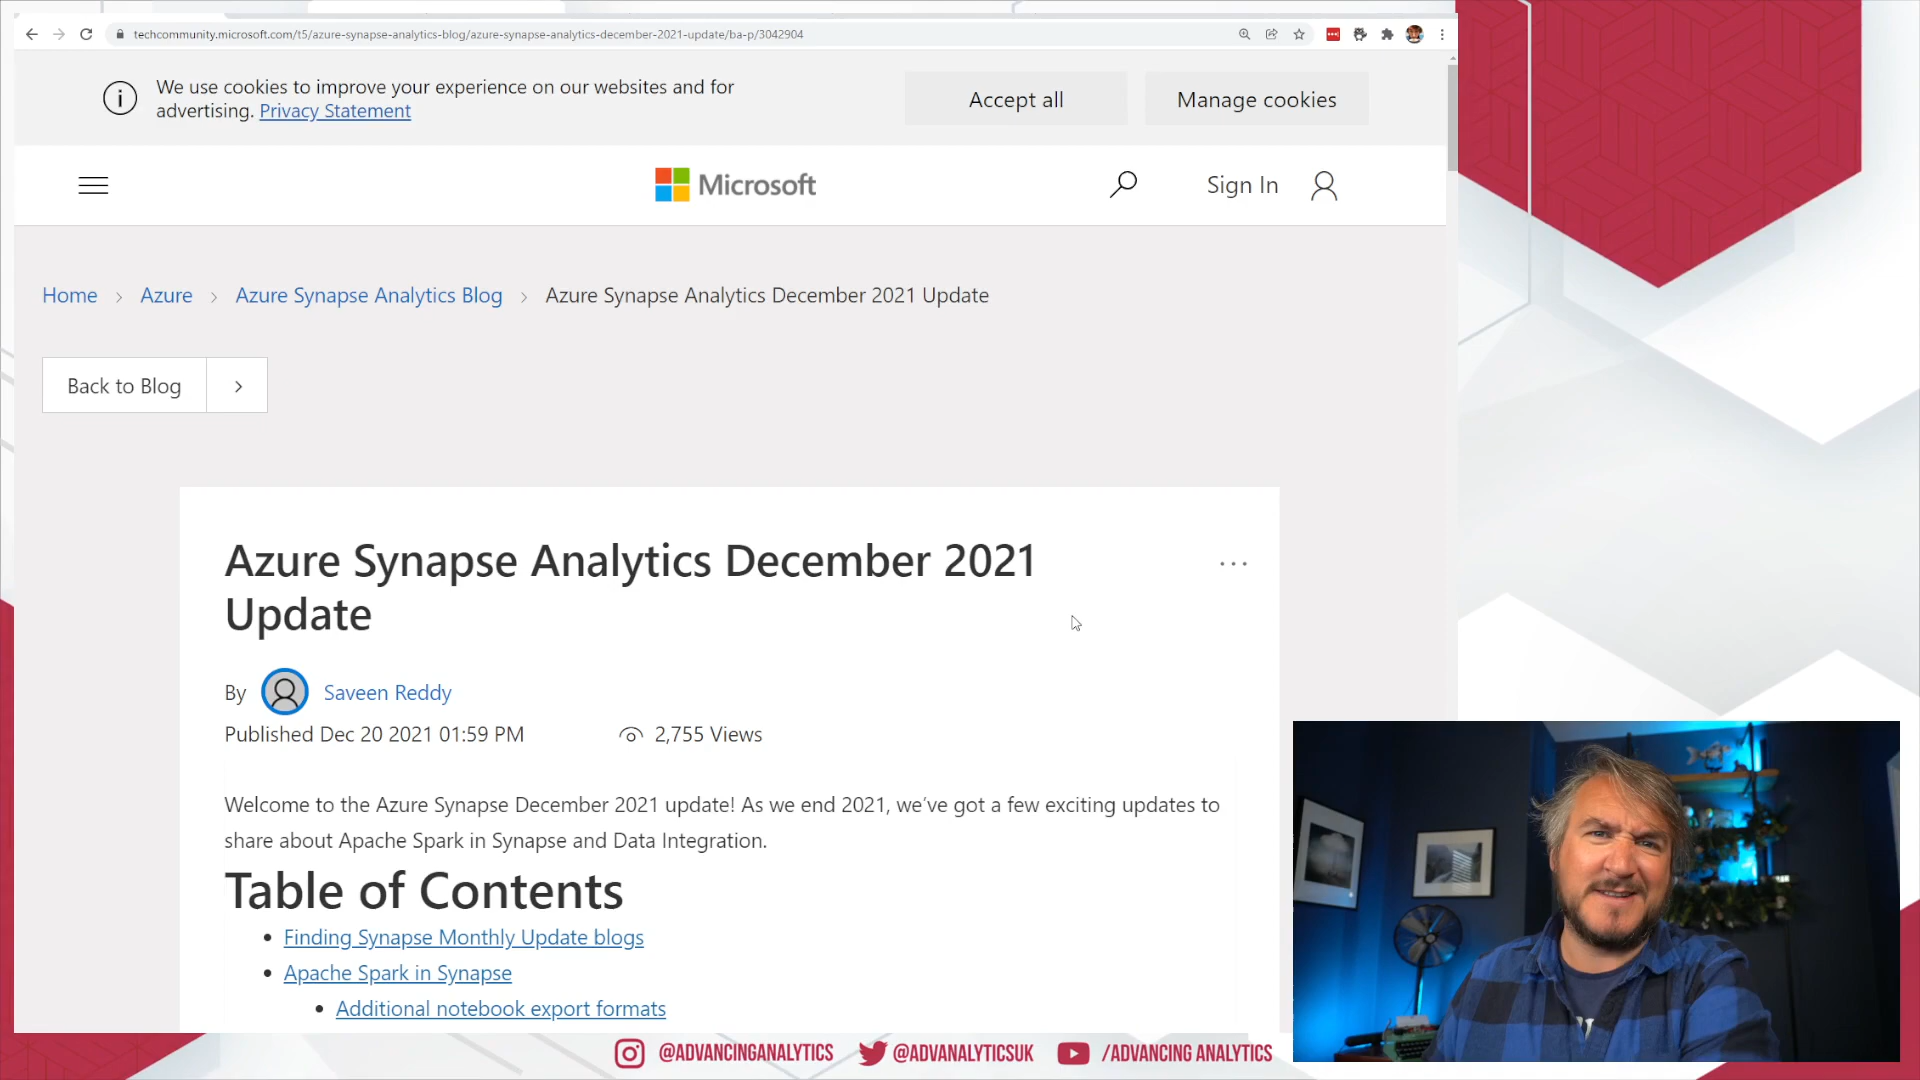 techcommunity.microsoft.com/t5/azure-synapse-analytics-blog/azure-synapse-analytics-december-2021-update/ba-p/3042904
We use cookies to improve your experience on our websites and for
advertising. Privacy Statement
Accept all
Manage cookies
Microsoft
Sign In
Home > Azure > Azure Synapse Analytics Blog > Azure Synapse Analytics December 2021 Update
Back to Blog >
Azure Synapse Analytics December 2021
Update
...
By Saveen Reddy
Published Dec 20 2021 01:59 PM
2,755 Views
Welcome to the Azure Synapse December 2021 update! As we end 2021, we've got a few exciting updates to
share about Apache Spark in Synapse and Data Integration.
Table of Contents
• Finding Synapse Monthly Update blogs
• Apache Spark in Synapse
• Additional notebook export formats
@ADVANCINGANALYTICS
@ADVANALYTICSUK
/ADVANCING ANALYTICS